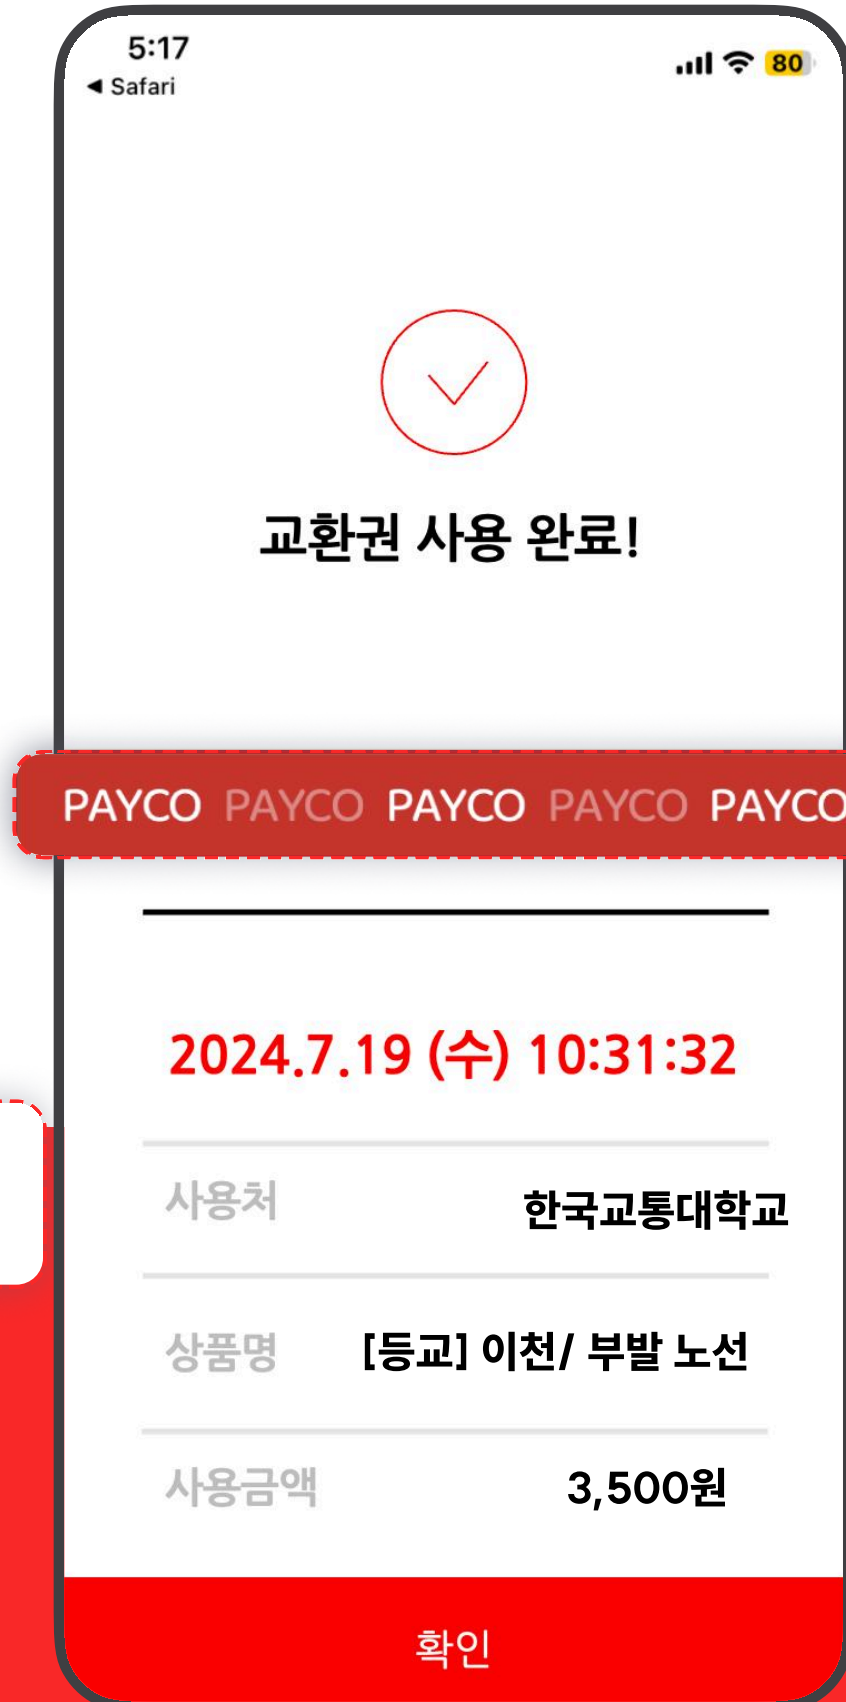 5:17
80
◀ Safari
교환권 사용 완료!
PAYCO PAYCO PAYCO PAYCO PAYCO
2024.7.19 (수) 10:31:32
사용처 한국교통대학교
상품명 [등교] 이천/ 부발 노선
사용금액 3,500원
확인